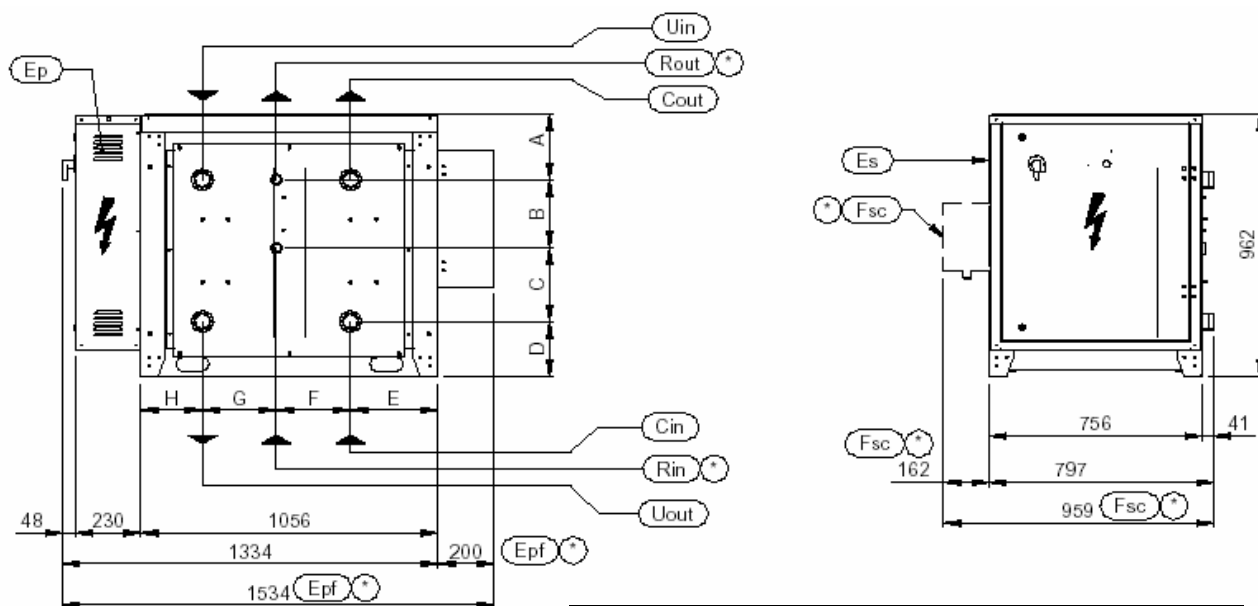 Uin
Rout *
Cout
Ep
A
B
C
D
H G F E
Cin
Rin *
Uout
48 230 1056
1334 200 Epf *
1534 Epf *
Es
* Fsc
962
756 41
Fsc *
162 797
959 Fsc *